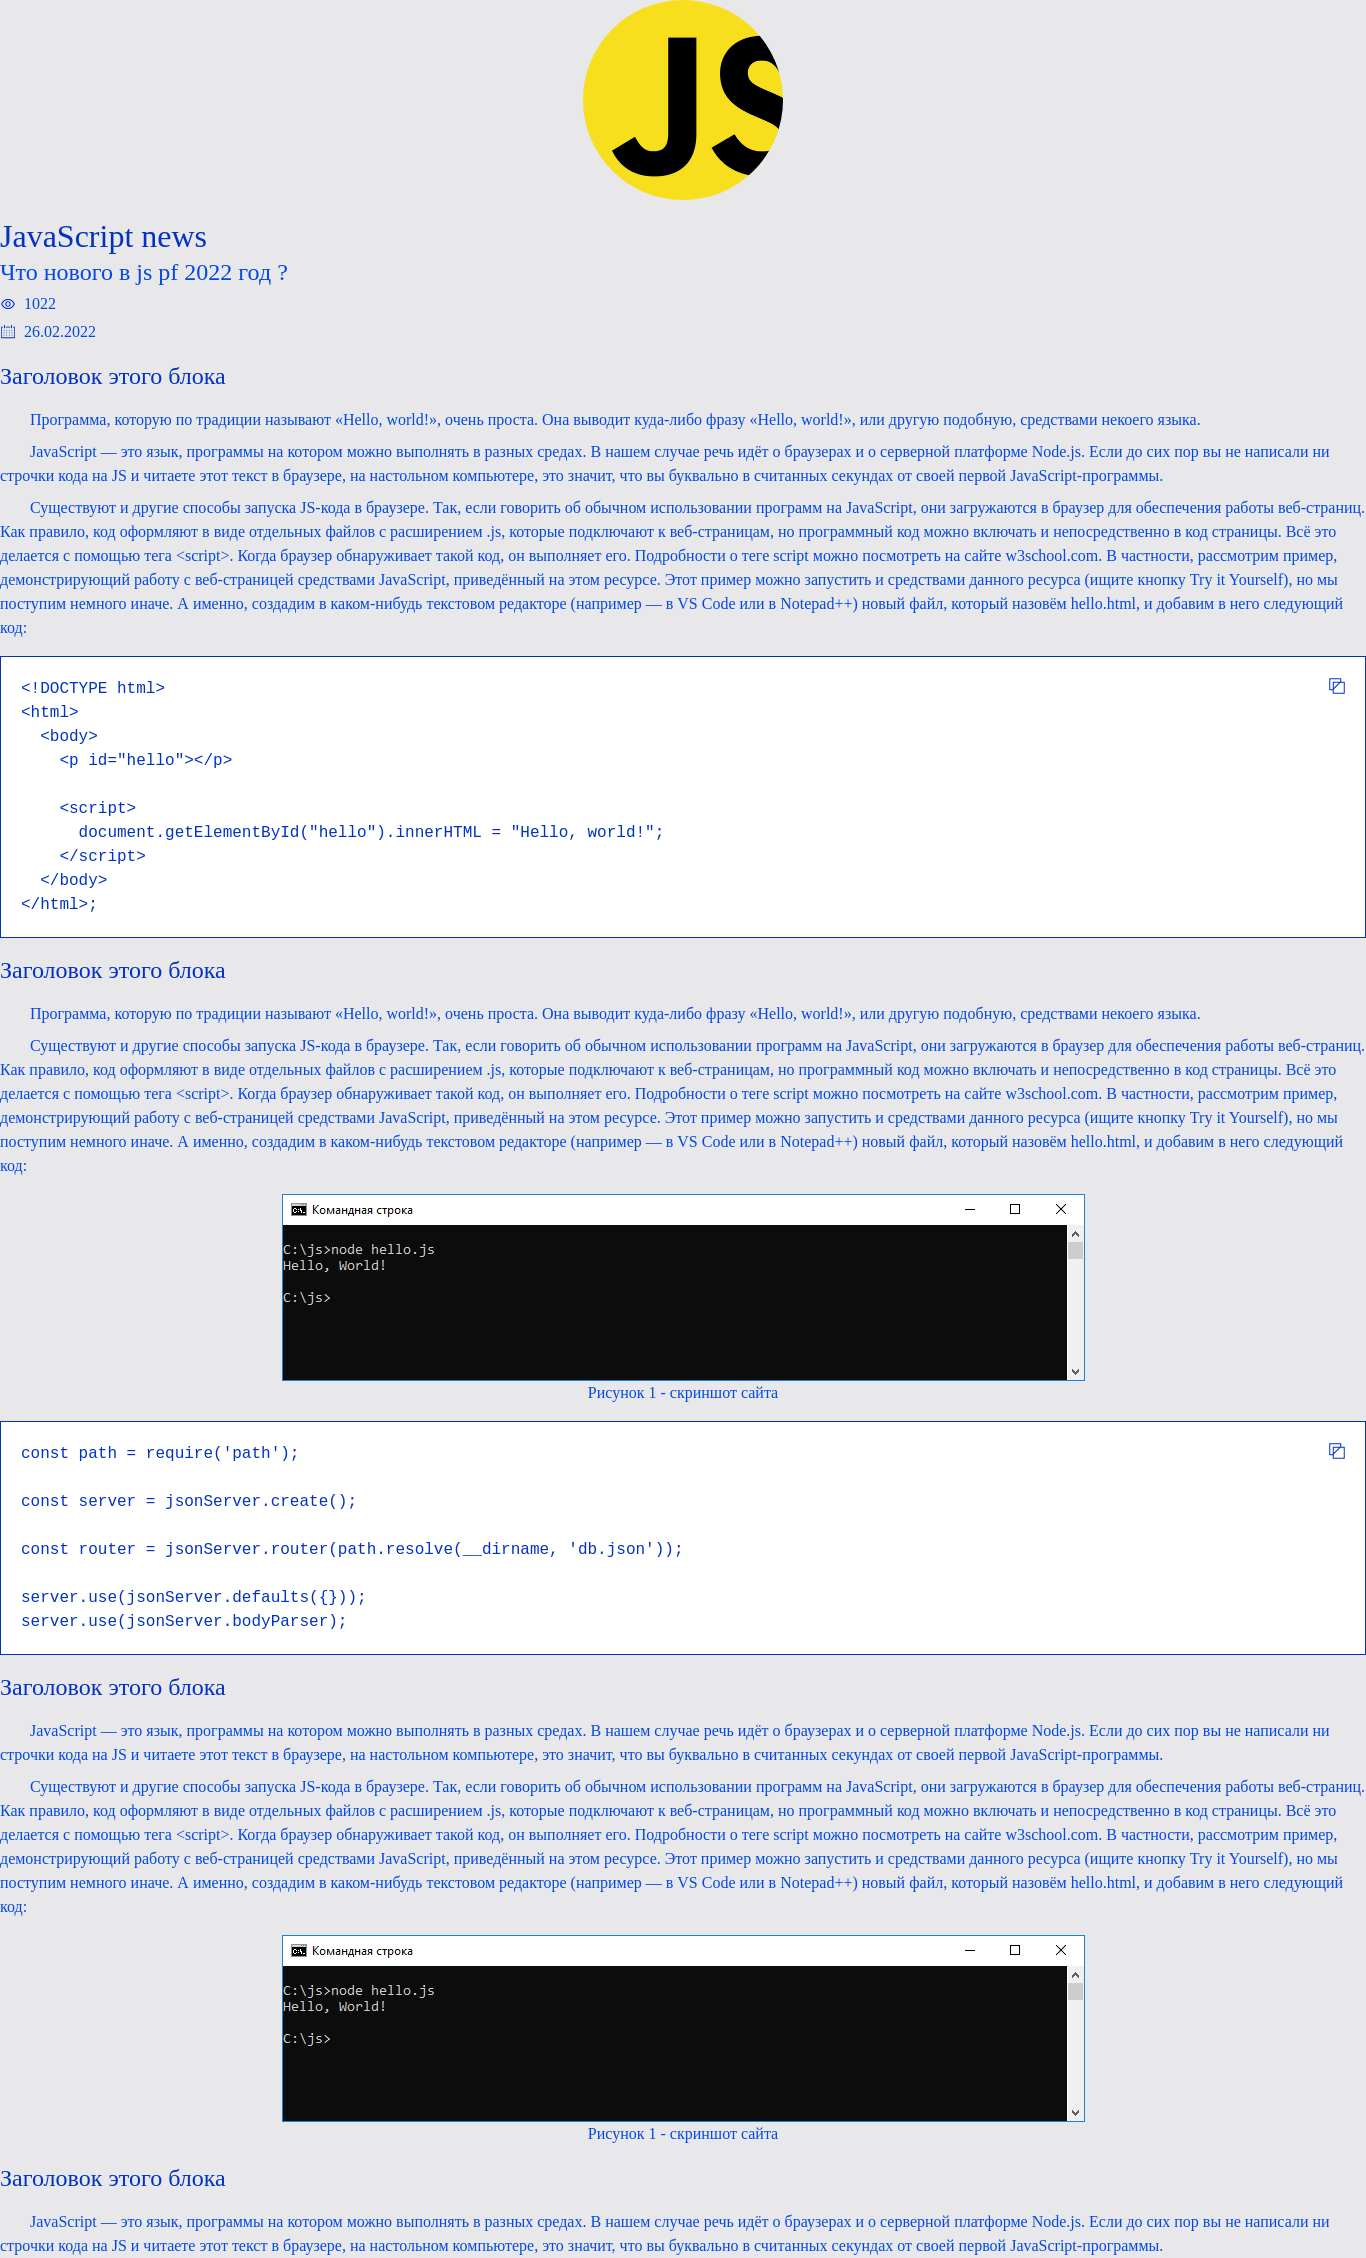 JS
JavaScript news
Что нового в js pf 2022 год ?
1022
26.02.2022
Заголовок этого блока
Программа, которую по традиции называют «Hello, world!», очень проста. Она выводит куда-либо фразу «Hello, world!», или другую подобную, средствами некоего языка.
JavaScript — это язык, программы на котором можно выполнять в разных средах. В нашем случае речь идёт о браузерах и о серверной платформе Node.js. Если до сих пор вы не написали ни
строчки кода на JS и читаете этот текст в браузере, на настольном компьютере, это значит, что вы буквально в считанных секундах от своей первой JavaScript-программы.
Существуют и другие способы запуска JS-кода в браузере. Так, если говорить об обычном использовании программ на JavaScript, они загружаются в браузер для обеспечения работы веб-страниц.
Как правило, код оформляют в виде отдельных файлов с расширением .js, которые подключают к веб-страницам, но программный код можно включать и непосредственно в код страницы. Всё это
делается с помощью тега <script>. Когда браузер обнаруживает такой код, он выполняет его. Подробности о теге script можно посмотреть на сайте w3school.com. В частности, рассмотрим пример,
демонстрирующий работу с веб-страницей средствами JavaScript, приведённый на этом ресурсе. Этот пример можно запустить и средствами данного ресурса (ищите кнопку Try it Yourself), но мы
поступим немного иначе. А именно, создадим в каком-нибудь текстовом редакторе (например — в VS Code или в Notepad++) новый файл, который назовём hello.html, и добавим в него следующий
код:
<!DOCTYPE html>
<html>
  <body>
    <p id="hello"></p>

    <script>
      document.getElementById("hello").innerHTML = "Hello, world!";
    </script>
  </body>
</html>;
Заголовок этого блока
Программа, которую по традиции называют «Hello, world!», очень проста. Она выводит куда-либо фразу «Hello, world!», или другую подобную, средствами некоего языка.
Существуют и другие способы запуска JS-кода в браузере. Так, если говорить об обычном использовании программ на JavaScript, они загружаются в браузер для обеспечения работы веб-страниц.
Как правило, код оформляют в виде отдельных файлов с расширением .js, которые подключают к веб-страницам, но программный код можно включать и непосредственно в код страницы. Всё это
делается с помощью тега <script>. Когда браузер обнаруживает такой код, он выполняет его. Подробности о теге script можно посмотреть на сайте w3school.com. В частности, рассмотрим пример,
демонстрирующий работу с веб-страницей средствами JavaScript, приведённый на этом ресурсе. Этот пример можно запустить и средствами данного ресурса (ищите кнопку Try it Yourself), но мы
поступим немного иначе. А именно, создадим в каком-нибудь текстовом редакторе (например — в VS Code или в Notepad++) новый файл, который назовём hello.html, и добавим в него следующий
код:
Командная строка
C:\js>node hello.js
Hello, World!
C:\js>
Рисунок 1 - скриншот сайта
const path = require('path');

const server = jsonServer.create();

const router = jsonServer.router(path.resolve(__dirname, 'db.json'));

server.use(jsonServer.defaults({}));
server.use(jsonServer.bodyParser);
Заголовок этого блока
JavaScript — это язык, программы на котором можно выполнять в разных средах. В нашем случае речь идёт о браузерах и о серверной платформе Node.js. Если до сих пор вы не написали ни
строчки кода на JS и читаете этот текст в браузере, на настольном компьютере, это значит, что вы буквально в считанных секундах от своей первой JavaScript-программы.
Существуют и другие способы запуска JS-кода в браузере. Так, если говорить об обычном использовании программ на JavaScript, они загружаются в браузер для обеспечения работы веб-страниц.
Как правило, код оформляют в виде отдельных файлов с расширением .js, которые подключают к веб-страницам, но программный код можно включать и непосредственно в код страницы. Всё это
делается с помощью тега <script>. Когда браузер обнаруживает такой код, он выполняет его. Подробности о теге script можно посмотреть на сайте w3school.com. В частности, рассмотрим пример,
демонстрирующий работу с веб-страницей средствами JavaScript, приведённый на этом ресурсе. Этот пример можно запустить и средствами данного ресурса (ищите кнопку Try it Yourself), но мы
поступим немного иначе. А именно, создадим в каком-нибудь текстовом редакторе (например — в VS Code или в Notepad++) новый файл, который назовём hello.html, и добавим в него следующий
код:
Командная строка
C:\js>node hello.js
Hello, World!
C:\js>
Рисунок 1 - скриншот сайта
Заголовок этого блока
JavaScript — это язык, программы на котором можно выполнять в разных средах. В нашем случае речь идёт о браузерах и о серверной платформе Node.js. Если до сих пор вы не написали ни
строчки кода на JS и читаете этот текст в браузере, на настольном компьютере, это значит, что вы буквально в считанных секундах от своей первой JavaScript-программы.